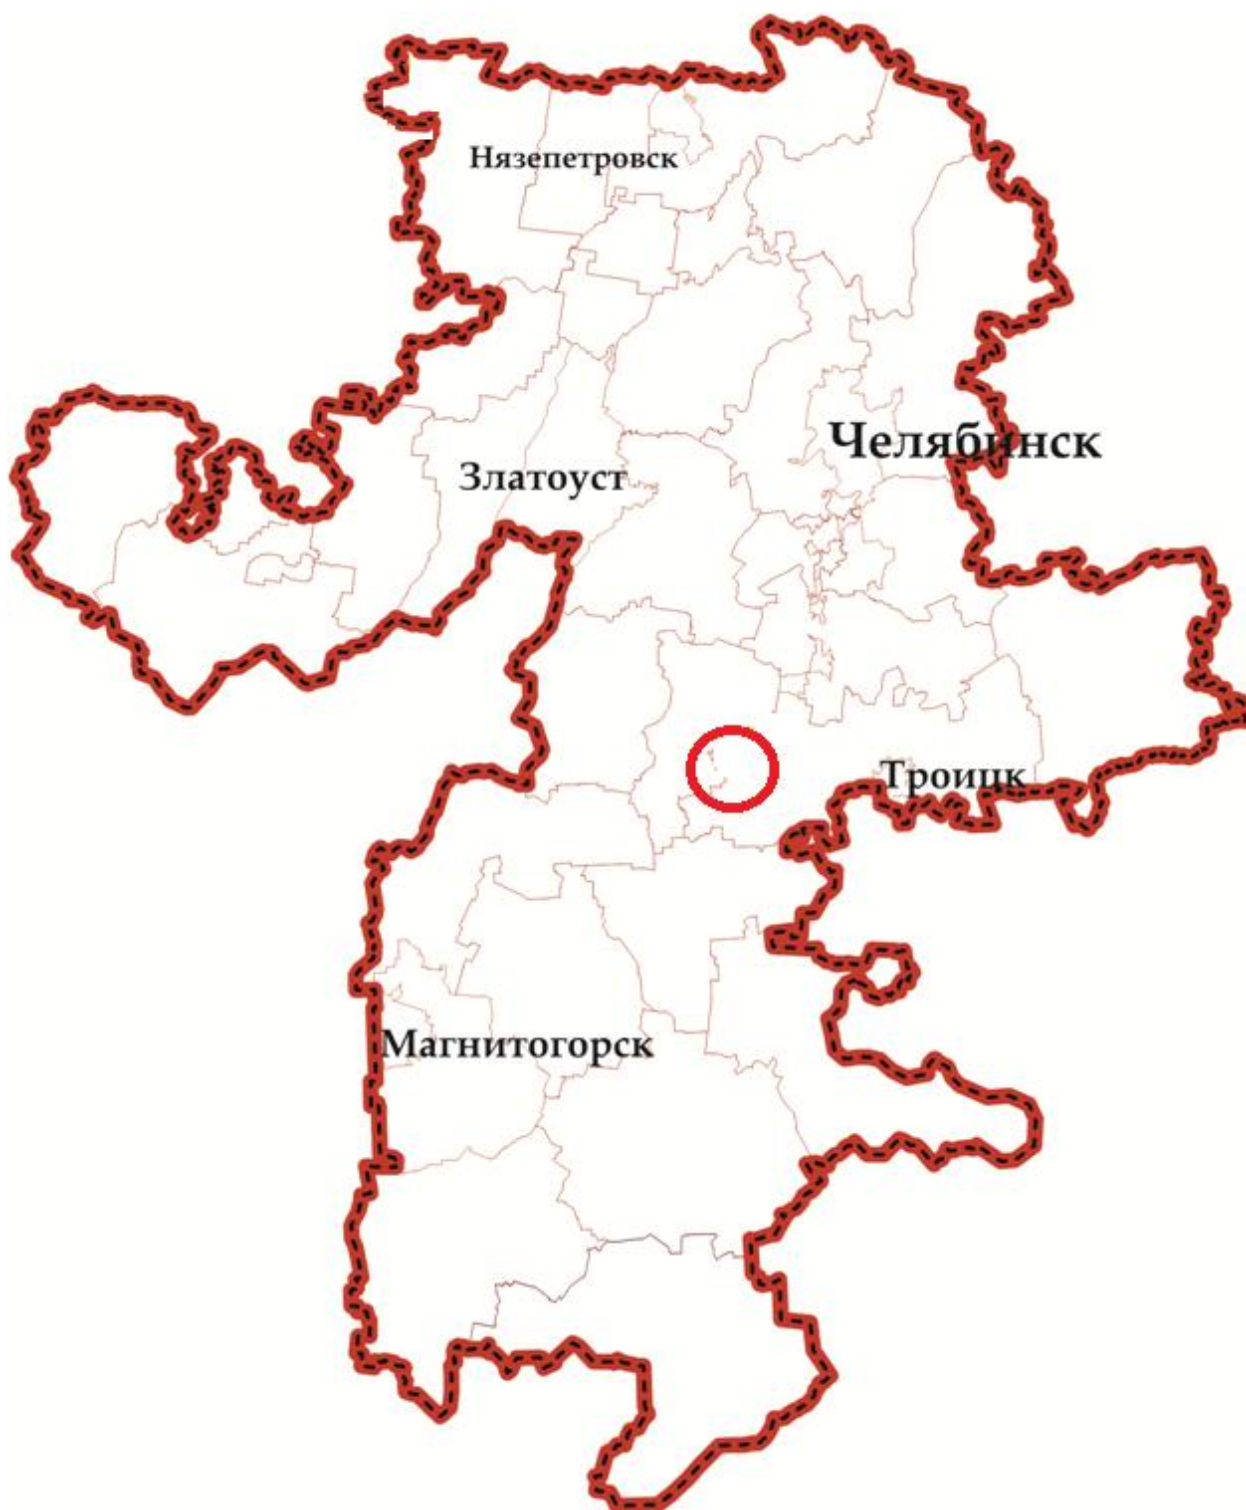 Нязепетровск
Челябинск
Златоуст
Троицк
Магнитогорск